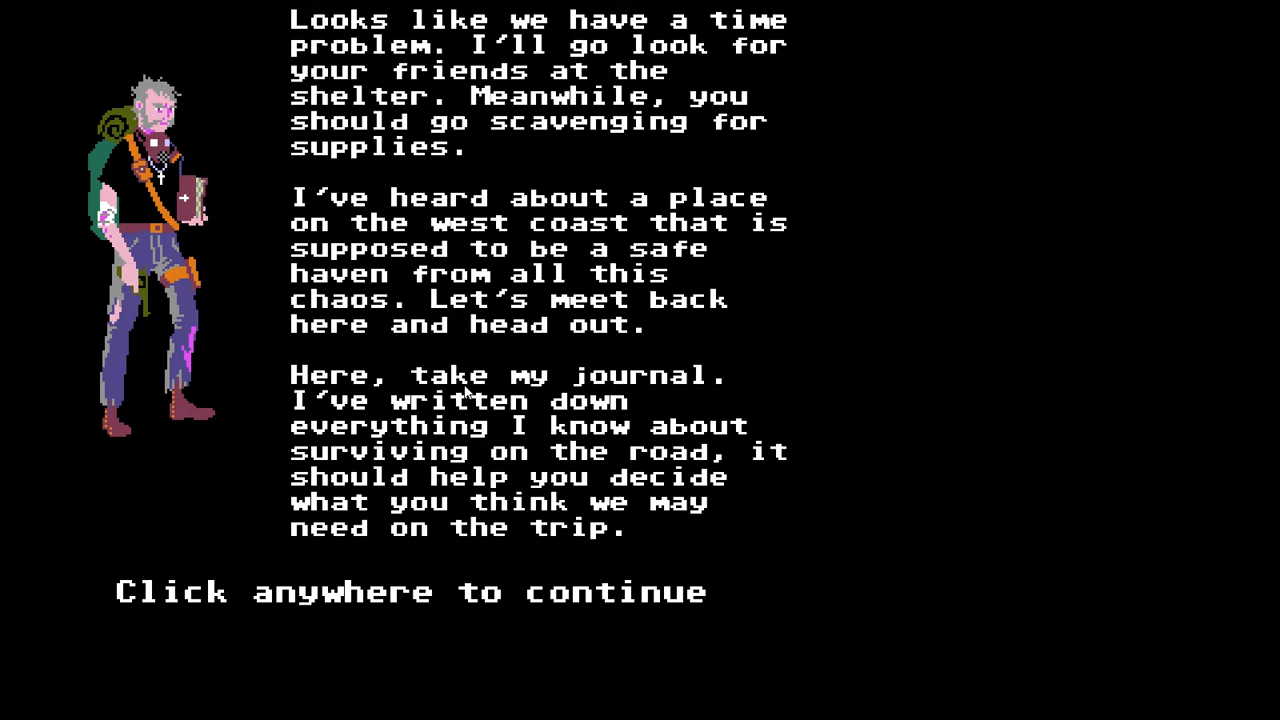 Looks like we have a time
problem. I'll go look for
your friends at the
shelter. Meanwhile, you
should go scavenging for
supplies.
I've heard about a place
on the west coast that is
supposed to be a safe
haven from all this
chaos. Let's meet back
here and head out.
Here, take my journal.
I've written down
everything I know about
surviving on the road, it
should help you decide
what you think we may
need on the trip.
Click anywhere to continue